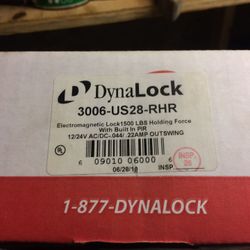 DynaLock
3006-US28-RHR
Electromagnetic Lock1500 LBS Holding Force
With Built In PIR
12/24V AC/DC-.044/ .22AMP OUTSWING
6 09010 06000 6
06/28/18
INSP.
26
1-877-DYNALOCK